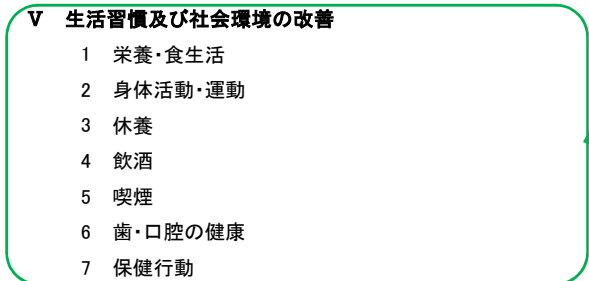 Ⅴ 生活習慣及び社会環境の改善
1 栄養・食生活
2 身体活動・運動
3 休養
4 飲酒
5 喫煙
6 歯・口腔の健康
7 保健行動